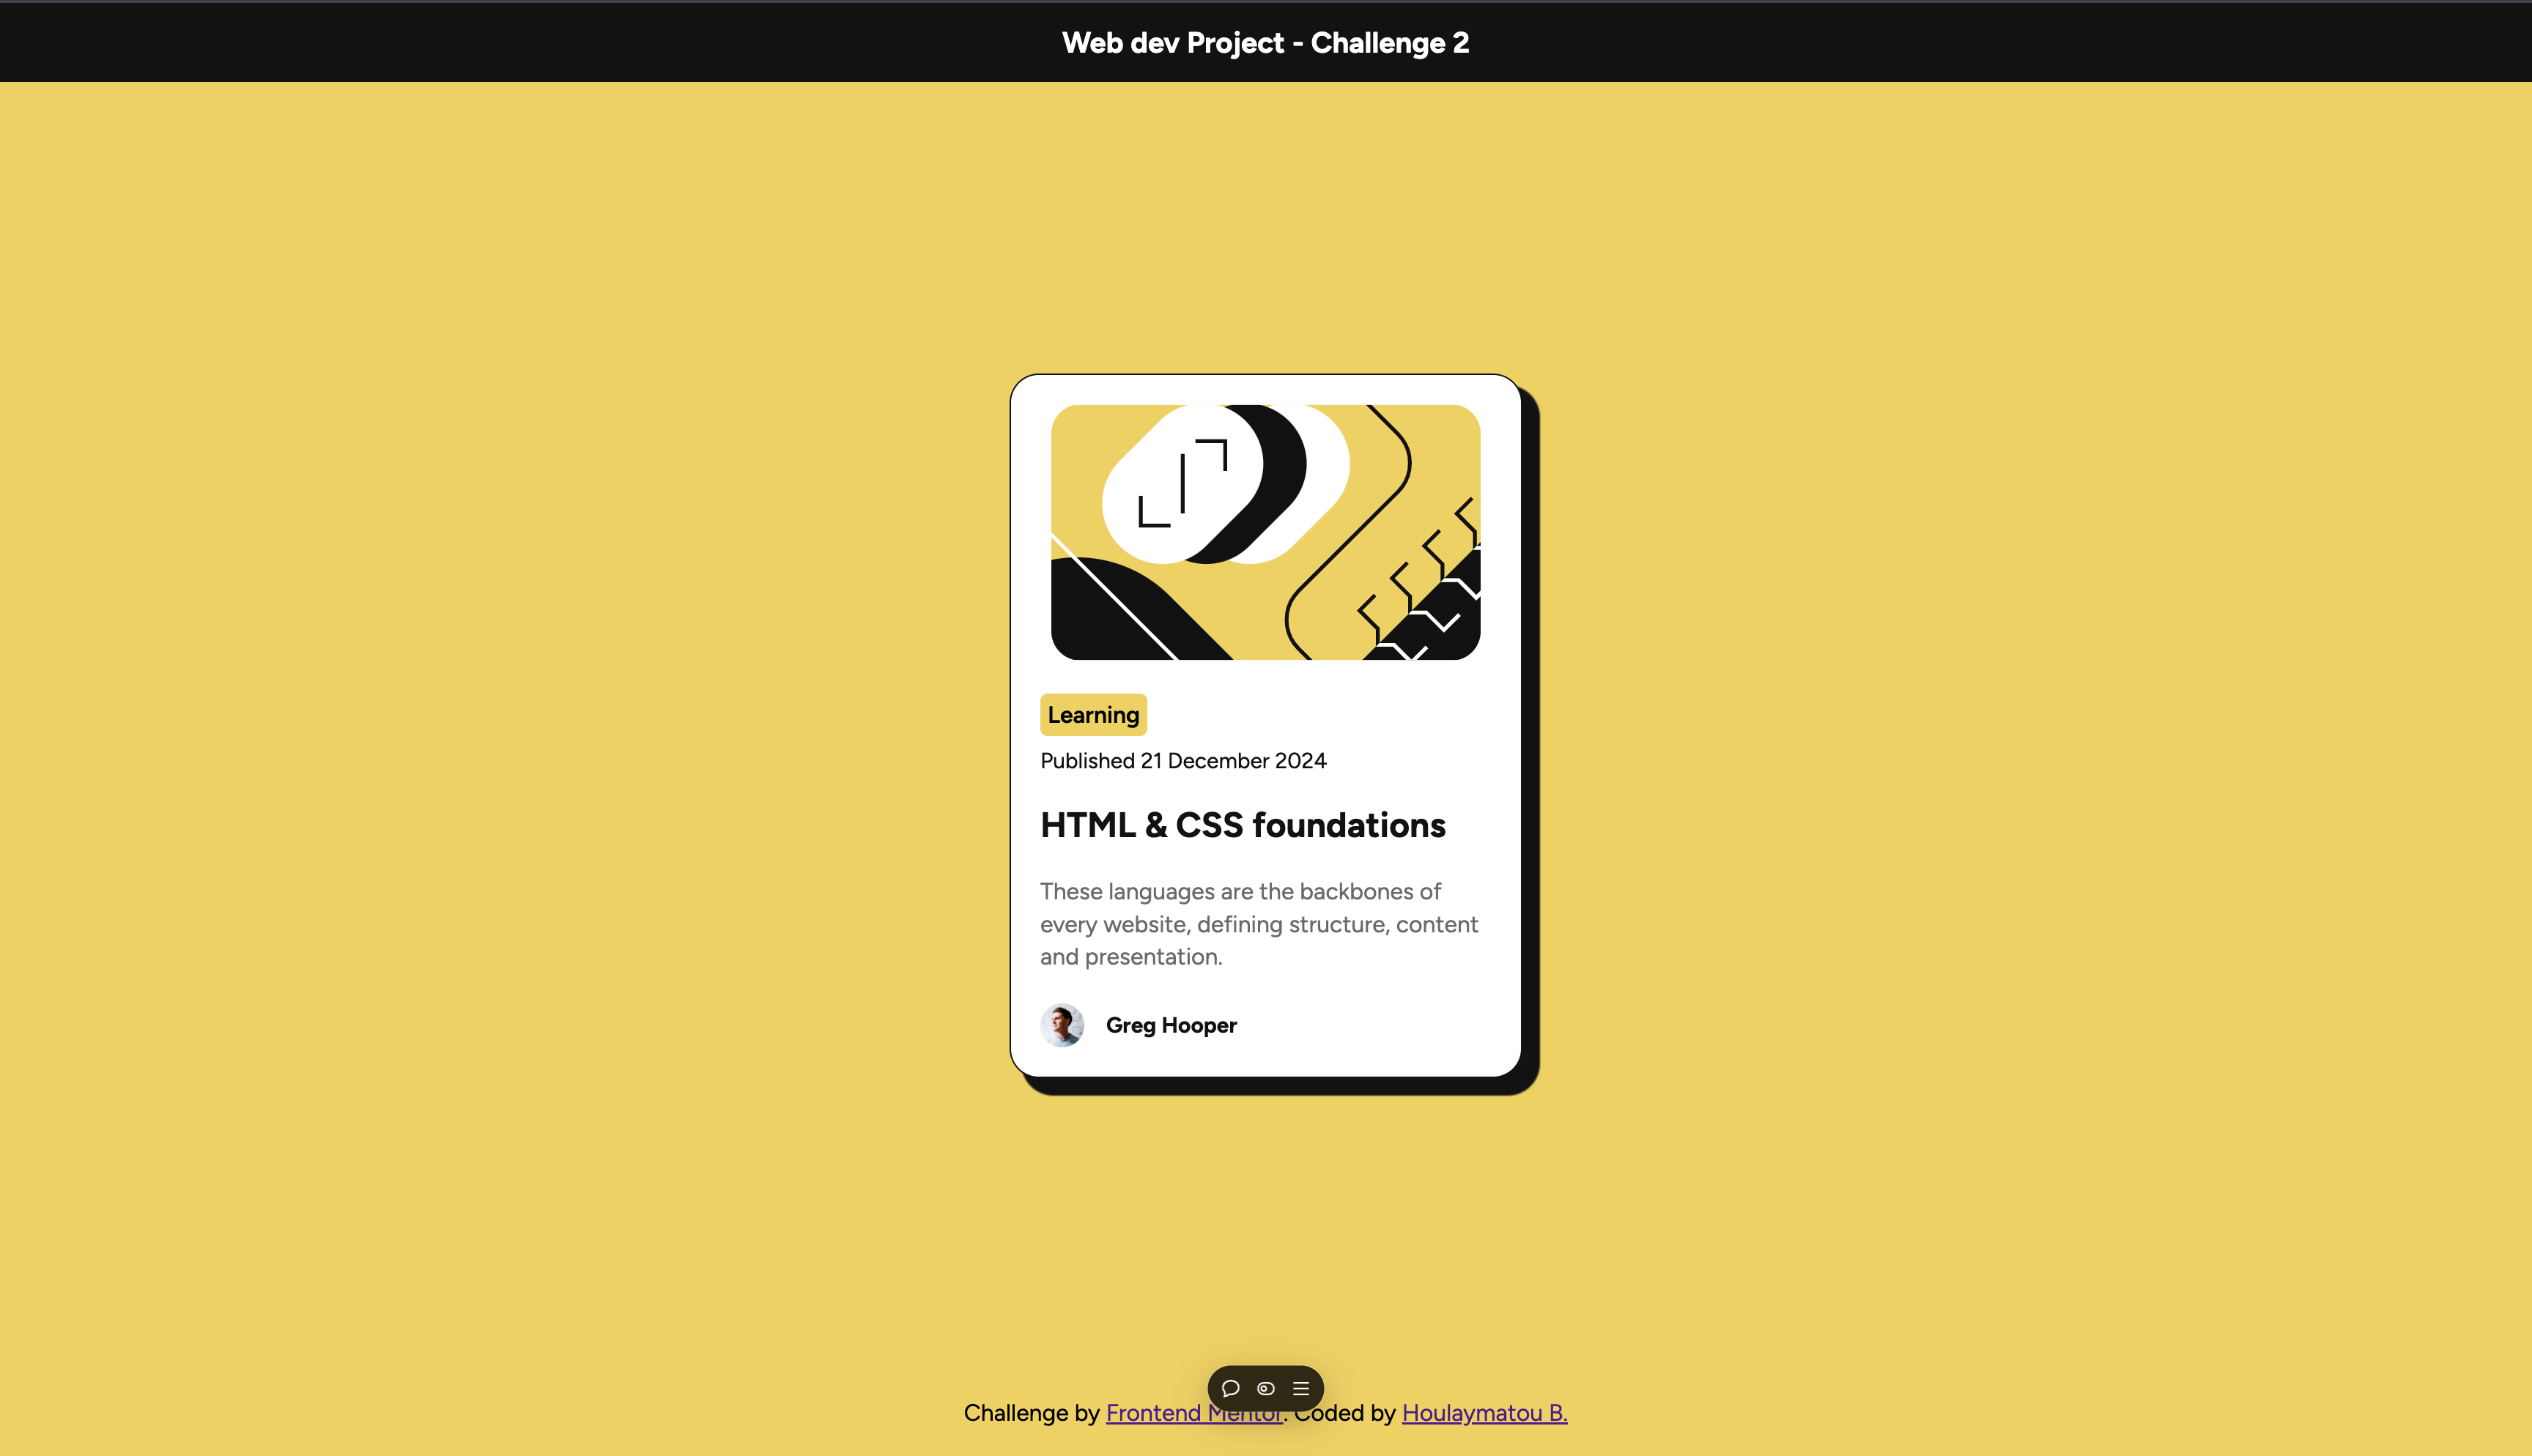 Web dev Project - Challenge 2
Learning
Published 21 December 2024
HTML & CSS foundations
These languages are the backbones of
every website, defining structure, content
and presentation.
Greg Hooper
Challenge by Frontend Mentor. Coded by Houlaymatou B.